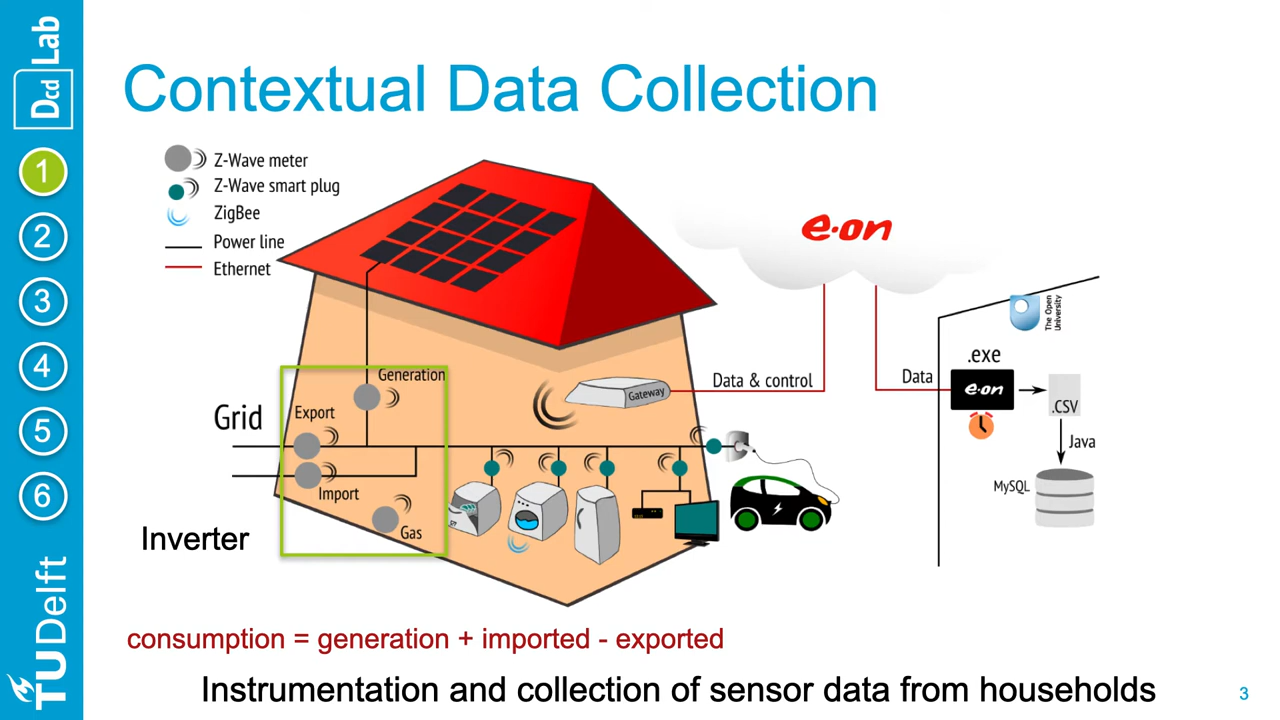 Dcd Lab
Contextual Data Collection
1
2
3
4
5
6
TUDelft
Z-Wave meter
Z-Wave smart plug
ZigBee
Power line
Ethernet
e·on
The Open
University
Generation
Grid
Export
Import
Gas
Inverter
Gateway
Data & control
Data
.exe
e·on
.CSV
Java
MySQL
consumption = generation + imported - exported
Instrumentation and collection of sensor data from households
3